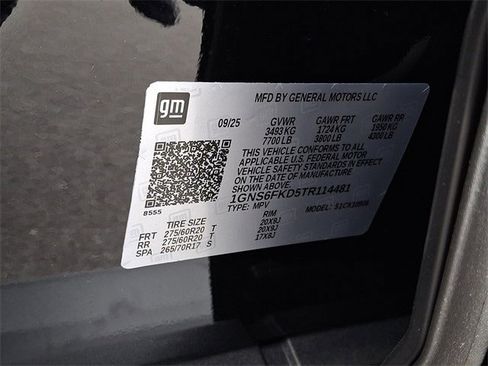 gm
MFD BY GENERAL MOTORS LLC
09/25 GVWR GAWR FRT GAWR RR
3493 KG 1724 KG 1950 KG
7700 LB 3800 LB 4300 LB
THIS VEHICLE CONFORMS TO ALL
APPLICABLE U.S. FEDERAL MOTOR
VEHICLE SAFETY STANDARDS IN EFFECT
ON THE DATE OF MANUFACTURE
SHOWN ABOVE.
1GNS6FKD5TR114481
TYPE: MPV MODEL:
8555
TIRE SIZE RIM
FRT 275/60R20 T 20X9J
RR 275/60R20 T 20X9J
SPA 265/70R17 S 17X8J